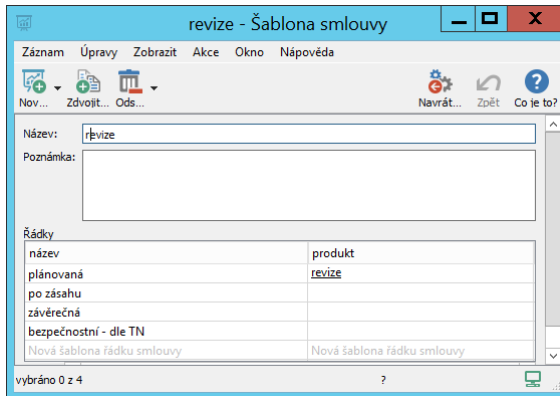 revize - Šablona smlouvy
Záznam Úpravy Zobrazit Akce Okno Nápověda
Nov... Zdvojit... Ods... Navrát... Zpět Co je to?
Název: revize
Poznámka:
Řádky
název produkt
plánovaná revize
po zásahu
závěrečná
bezpečnostní - dle TN
Nová šablona řádku smlouvy Nová šablona řádku smlouvy
vybráno 0 z 4 ?